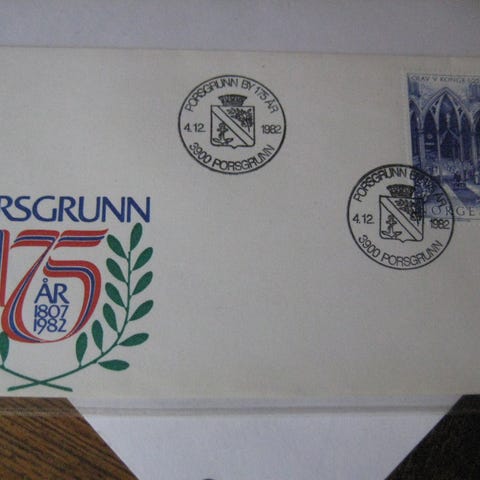 PORSGRUNN BY 175 ÅR
4.12. 1982
3900 PORSGRUNN
OLAV V KONGE
NORGE
PORSGRUNN BY 175 ÅR
4.12. 1982
3900 PORSGRUNN
RSGRUNN
175
ÅR
1807
1982